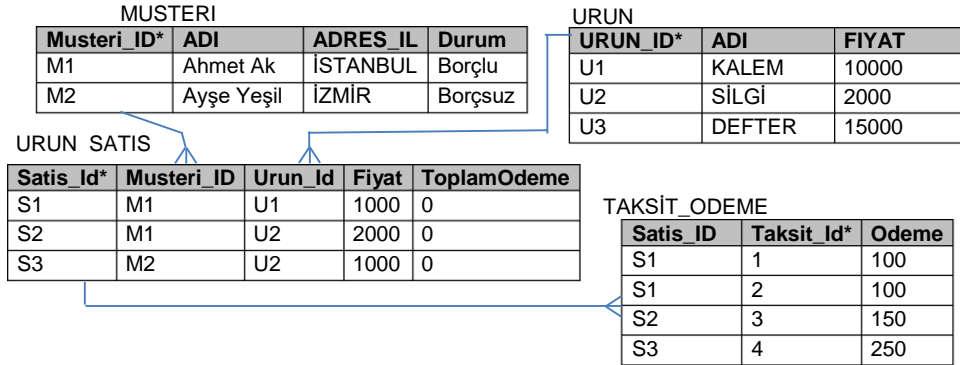 MUSTERI
Musteri_ID* ADI ADRES_IL Durum
M1 Ahmet Ak İSTANBUL Borçlu
M2 Ayşe Yeşil İZMİR Borçsuz
URUN
URUN_ID* ADI FIYAT
U1 KALEM 10000
U2 SİLGİ 2000
U3 DEFTER 15000
URUN SATIS
Satis_Id* Musteri_ID Urun_Id Fiyat ToplamOdeme
S1 M1 U1 1000 0
S2 M1 U2 2000 0
S3 M2 U2 1000 0
TAKSİT_ODEME
Satis_ID Taksit_Id* Odeme
S1 1 100
S1 2 100
S2 3 150
S3 4 250